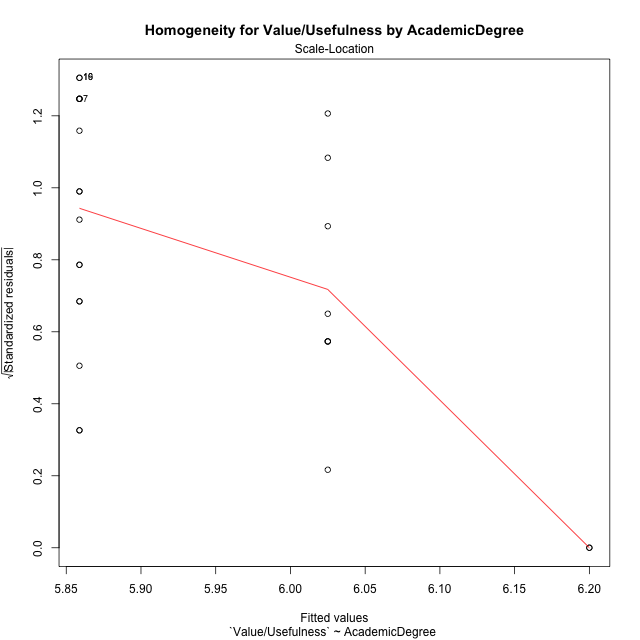 Homogeneity for Value/Usefulness by AcademicDegree
Scale-Location
√|Standardized residuals|
1.2
1.0
0.8
0.6
0.4
0.2
0.0
7
5.85 5.90 5.95 6.00 6.05 6.10 6.15 6.20
Fitted values
`Value/Usefulness` ~ AcademicDegree